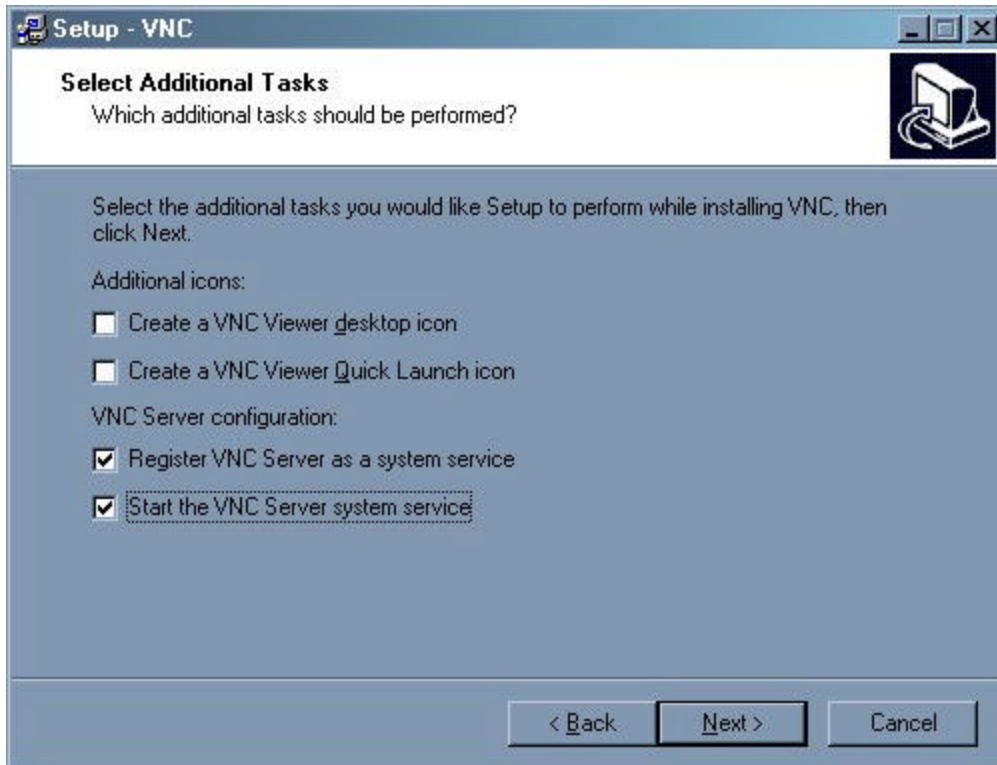 Setup - VNC
Select Additional Tasks
Which additional tasks should be performed?
Select the additional tasks you would like Setup to perform while installing VNC, then
click Next.
Additional icons:
Create a VNC Viewer desktop icon
Create a VNC Viewer Quick Launch icon
VNC Server configuration:
Register VNC Server as a system service
Start the VNC Server system service
< Back
Next >
Cancel